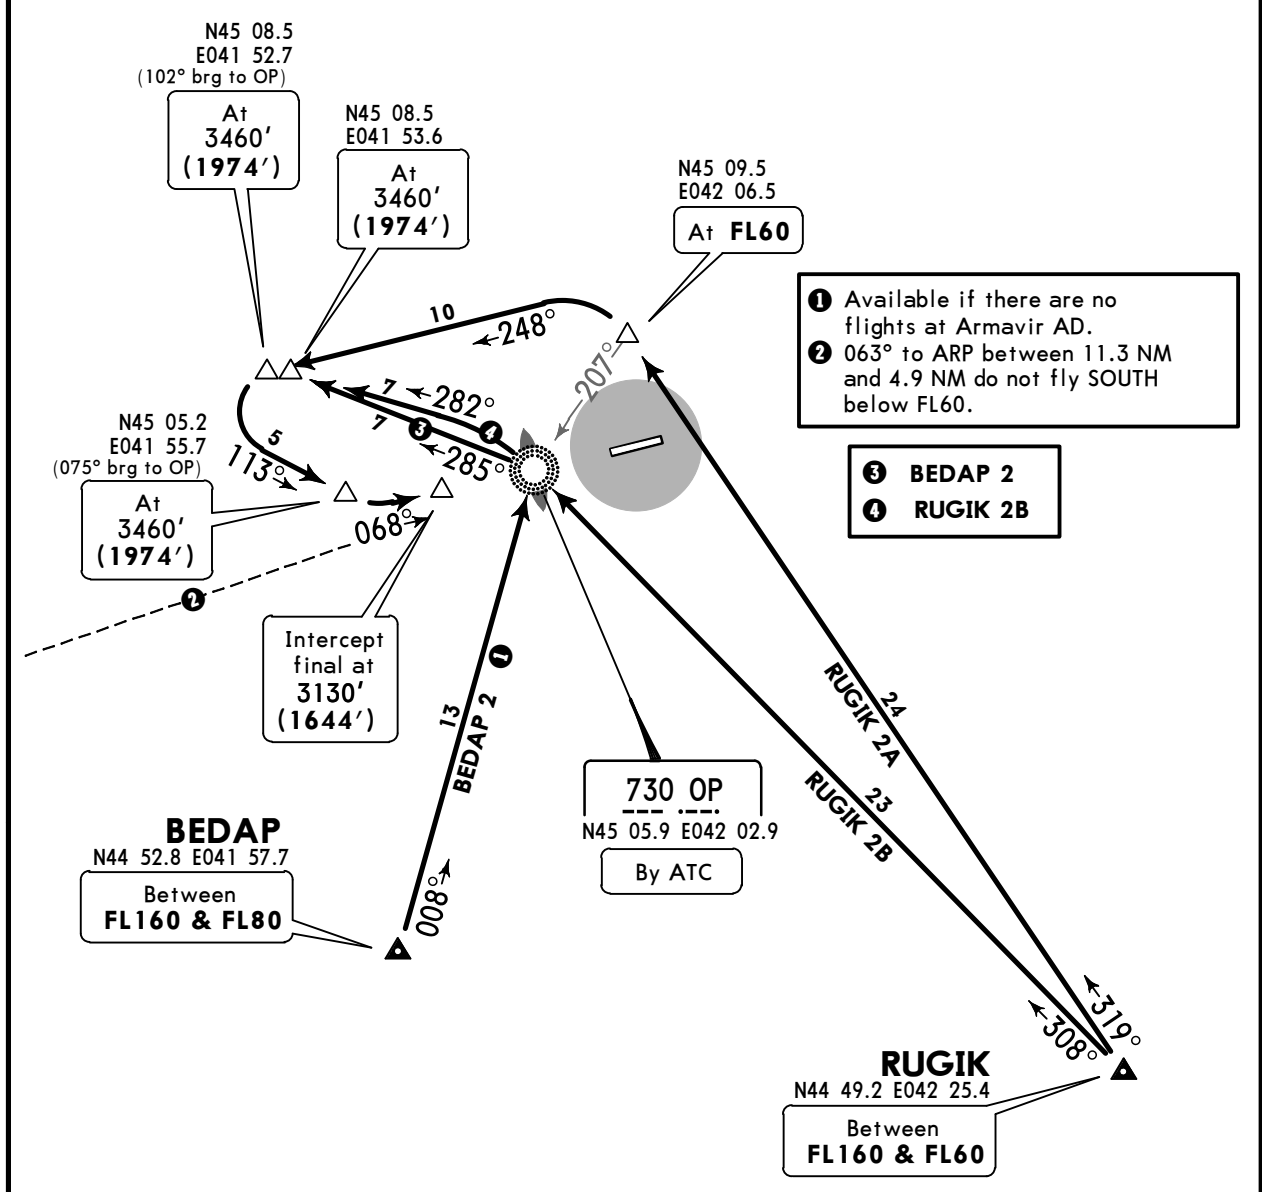 N45 08.5
E041 52.7
(102° brg to OP)
At
3460'
(1974')
N45 08.5
E041 53.6
At
3460'
(1974')
N45 09.5
E042 06.5
At FL60
❶ Available if there are no
flights at Armavir AD.
❷ 063° to ARP between 11.3 NM
and 4.9 NM do not fly SOUTH
below FL60.
❸ BEDAP 2
❹ RUGIK 2B
10
248°
207°
7
282°
❹
7
❸
285°
N45 05.2
E041 55.7
(075° brg to OP)
At
3460'
(1974')
5
113°
068°
❷
Intercept
final at
3130'
(1644')
❶
13
BEDAP 2
008°
730 OP
N45 05.9 E042 02.9
By ATC
24
RUGIK 2A
23
RUGIK 2B
BEDAP
N44 52.8 E041 57.7
Between
FL160 & FL80
319°
308°
RUGIK
N44 49.2 E042 25.4
Between
FL160 & FL60